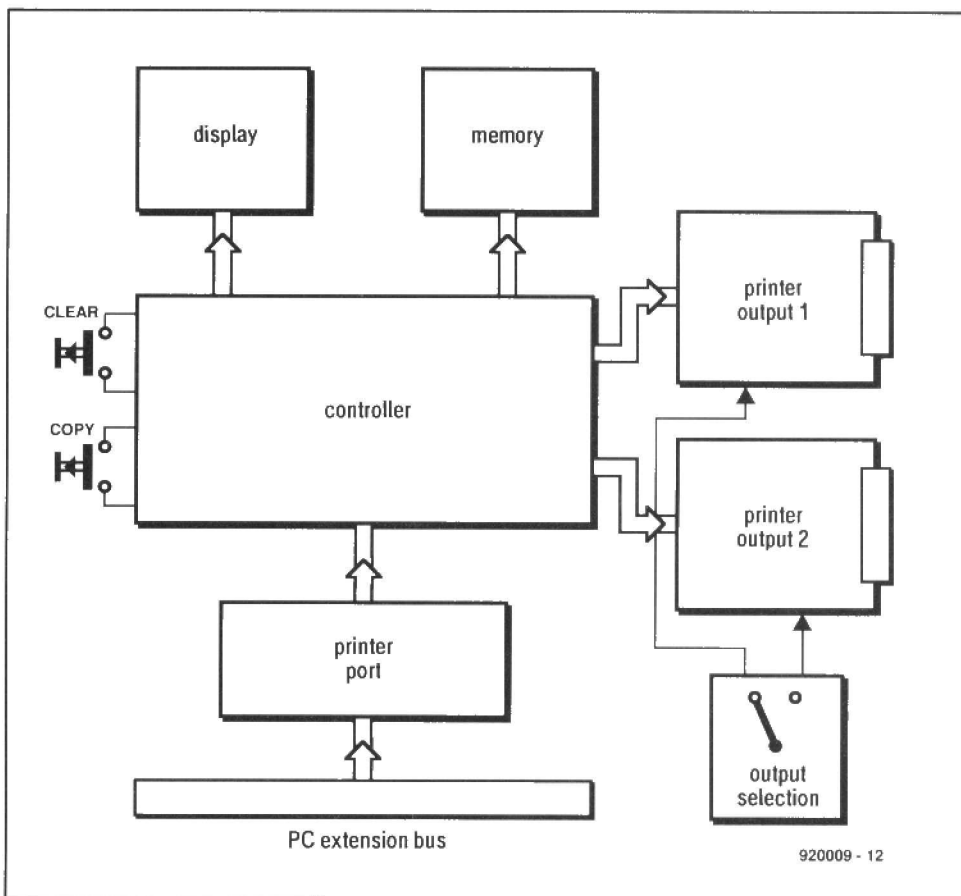 display
memory
printer
output 1
CLEAR
controller
COPY
printer
output 2
printer
port
output
selection
PC extension bus
920009 - 12